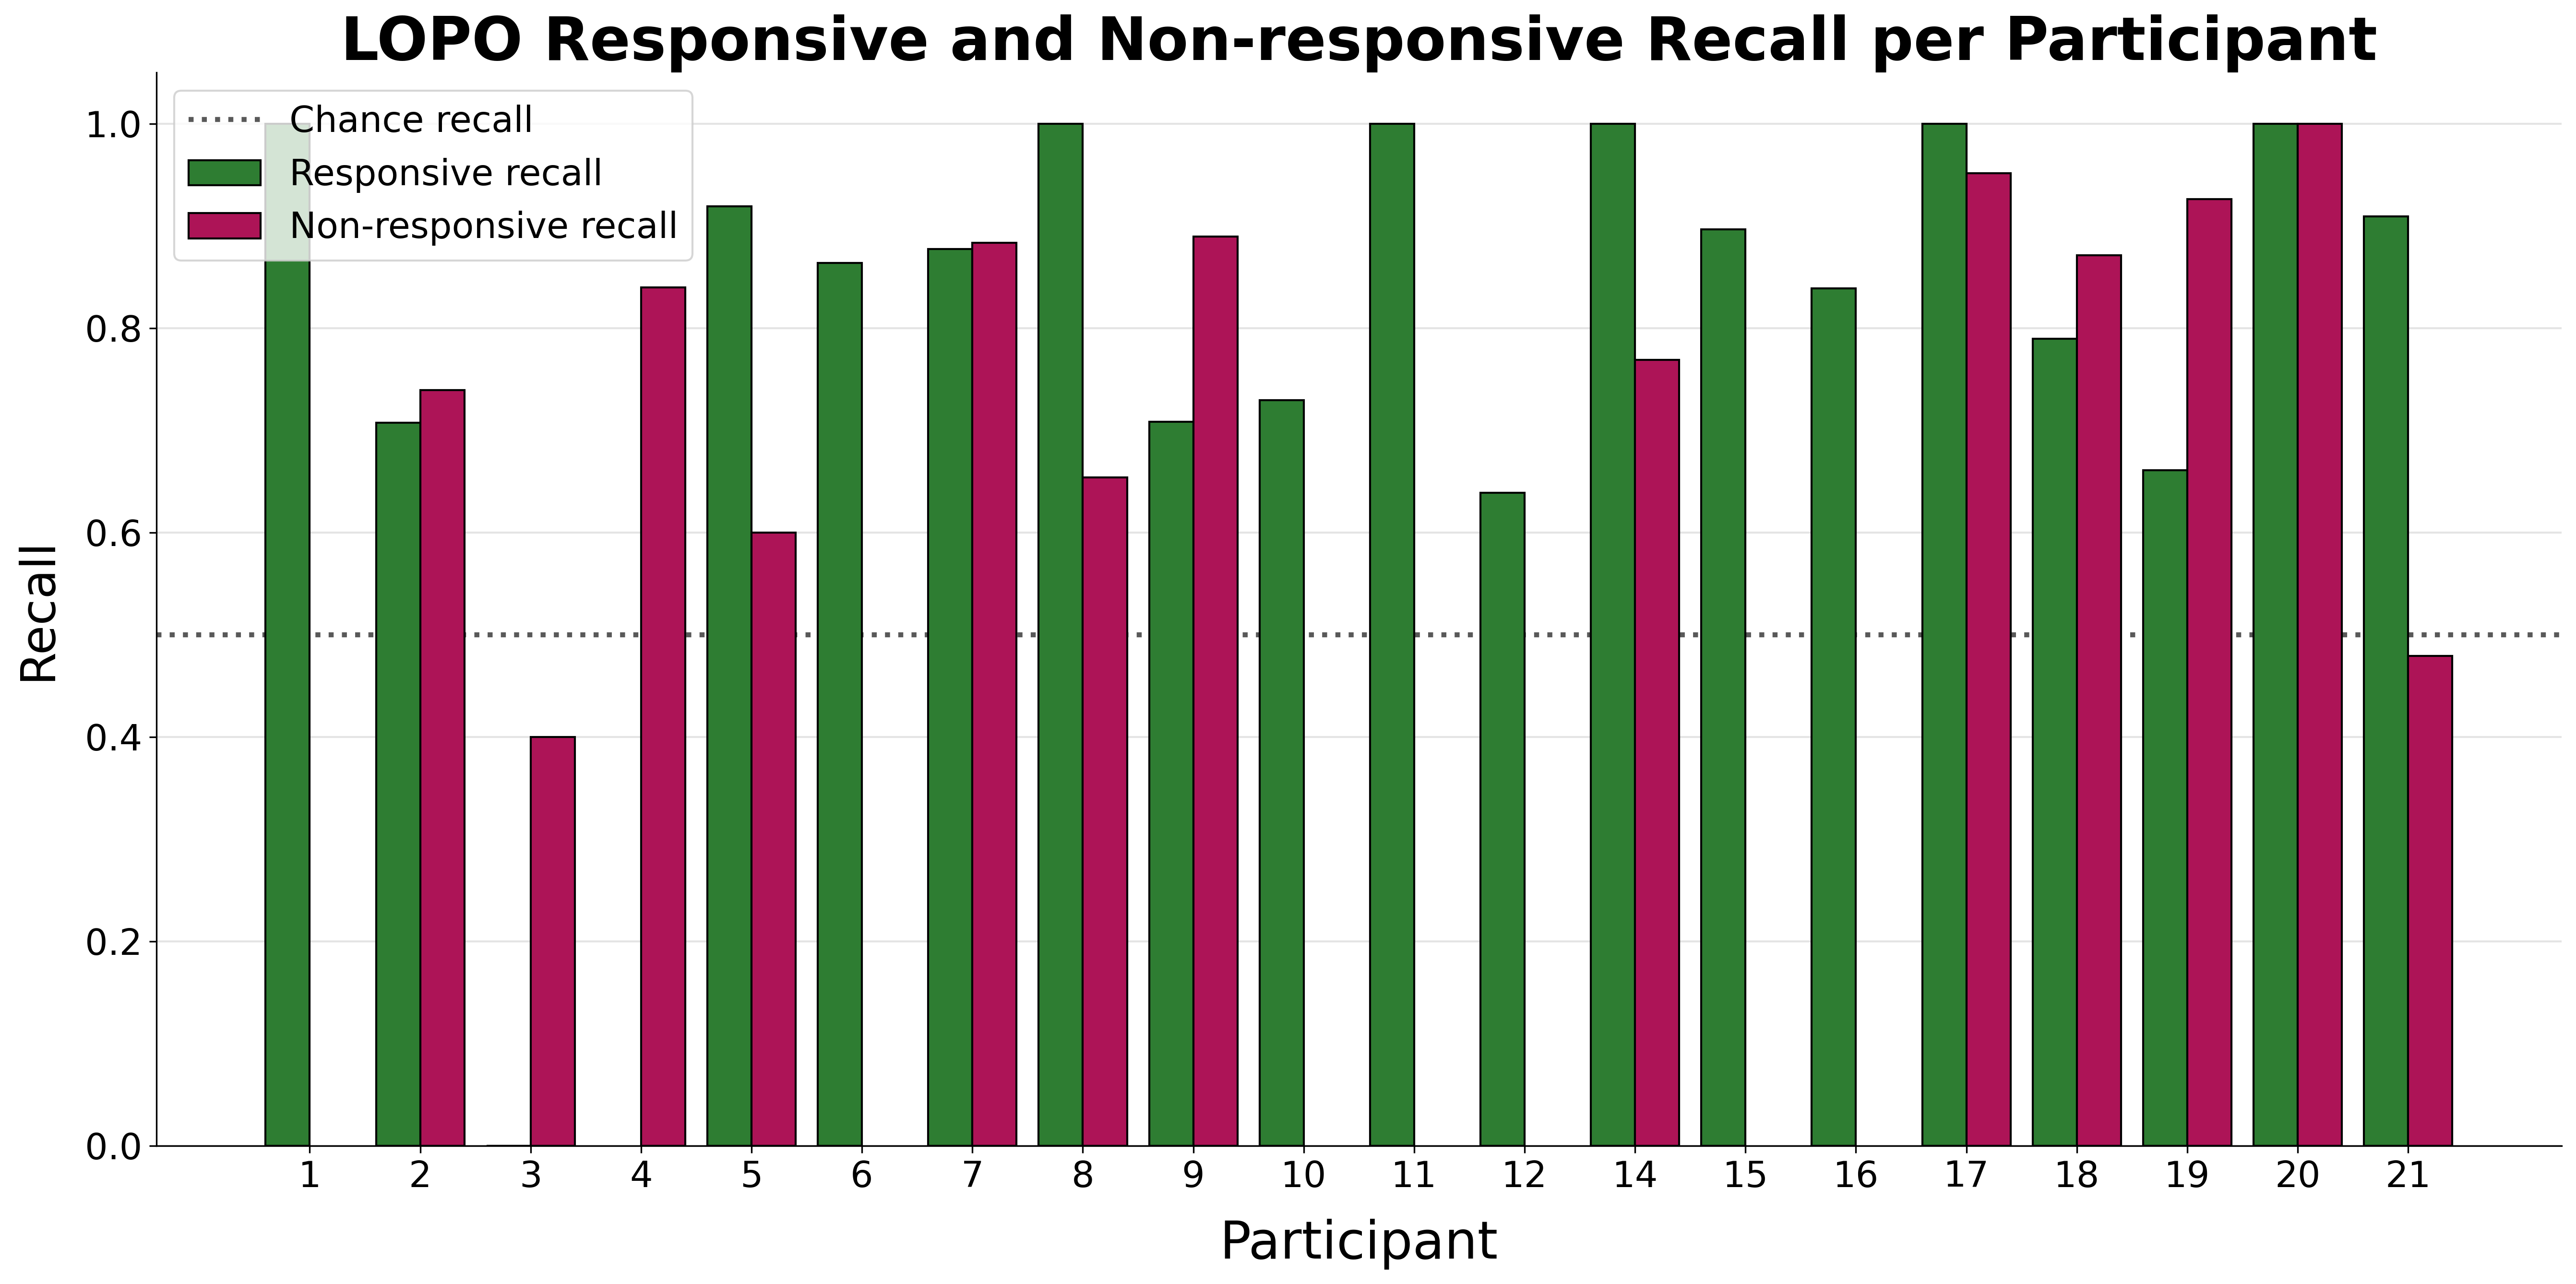 LOPO Responsive and Non-responsive Recall per Participant
Chance recall
Responsive recall
Non-responsive recall
1.0
0.8
0.6
0.4
0.2
0.0
Recall
1 2 3 4 5 6 7 8 9 10 11 12 14 15 16 17 18 19 20 21
Participant